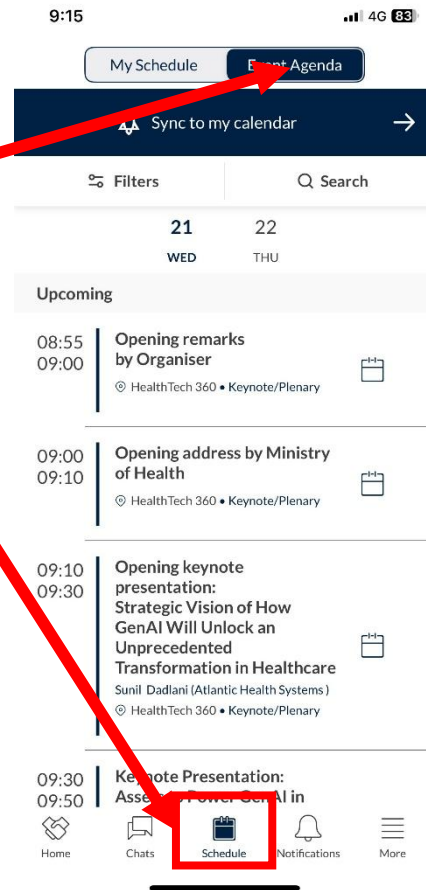 9:15
4G 83
My Schedule
Event Agenda
Sync to my calendar
Filters
Search
21
22
WED
THU
Upcoming
08:55
09:00
Opening remarks
by Organiser
HealthTech 360 • Keynote/Plenary
09:00
09:10
Opening address by Ministry
of Health
HealthTech 360 • Keynote/Plenary
09:10
09:30
Opening keynote
presentation:
Strategic Vision of How
GenAI Will Unlock an
Unprecedented
Transformation in Healthcare
Sunil Dadlani (Atlantic Health Systems)
HealthTech 360 • Keynote/Plenary
09:30
09:50
Keynote Presentation:
Power GenAI in
Home
Chats
Schedule
Notifications
More